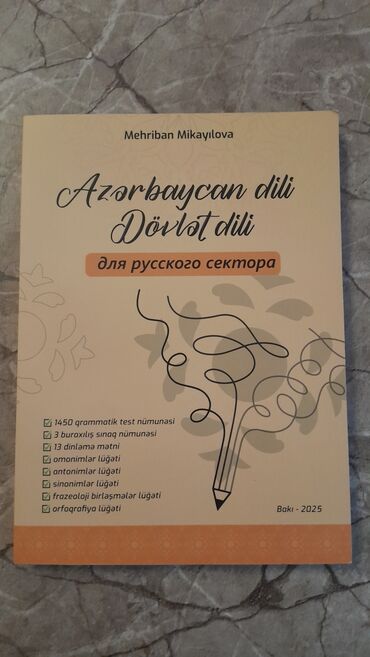 Mehriban Mikayılova
Azərbaycan dili
Dövlət dili
для русского сектора
1450 qrammatik test nümunəsi
3 buraxılış sınaq nümunəsi
13 dinləmə mətni
omonimlər lüğəti
antonimlər lüğəti
sinonimlər lüğəti
frazeoloji birləşmələr lüğəti
orfoqrafiya lüğəti
Bakı - 2025